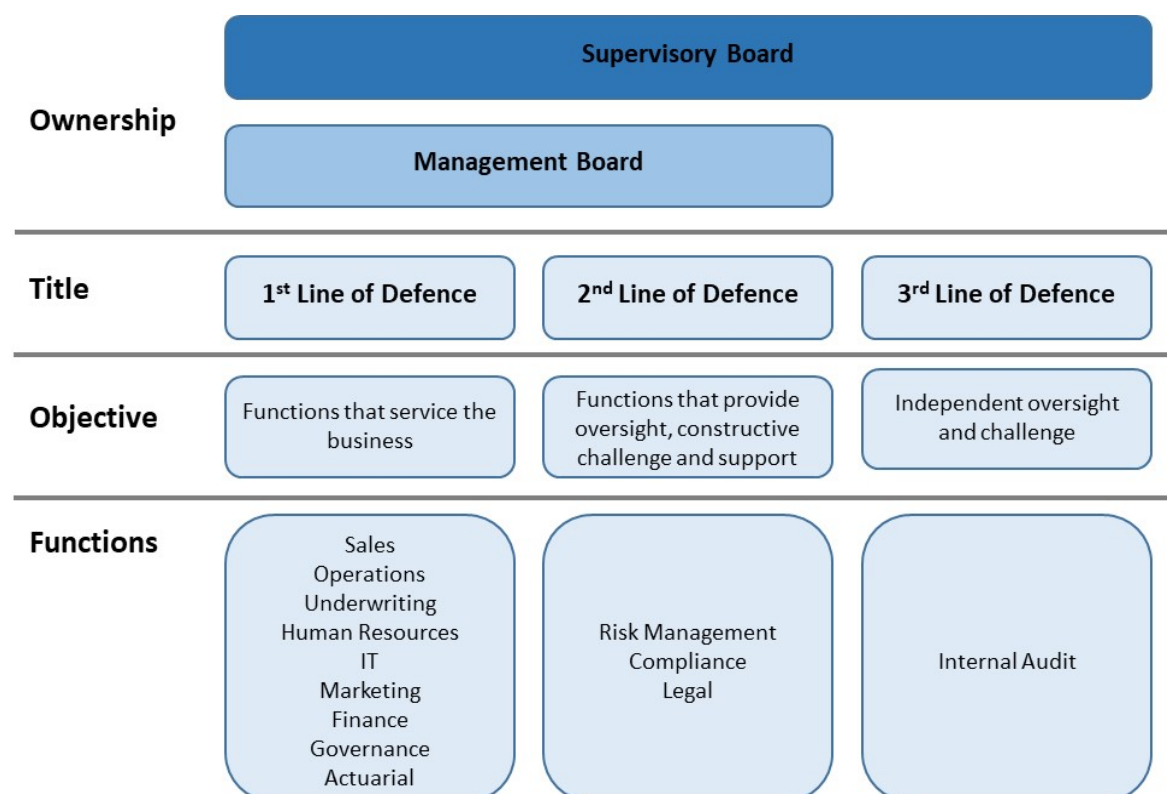 Supervisory Board
Ownership
Management Board
Title
1st Line of Defence
2nd Line of Defence
3rd Line of Defence
Objective
Functions that service the
business
Functions that provide
oversight, constructive
challenge and support
Independent oversight
and challenge
Functions
Sales
Operations
Underwriting
Human Resources
IT
Marketing
Finance
Governance
Actuarial
Risk Management
Compliance
Legal
Internal Audit